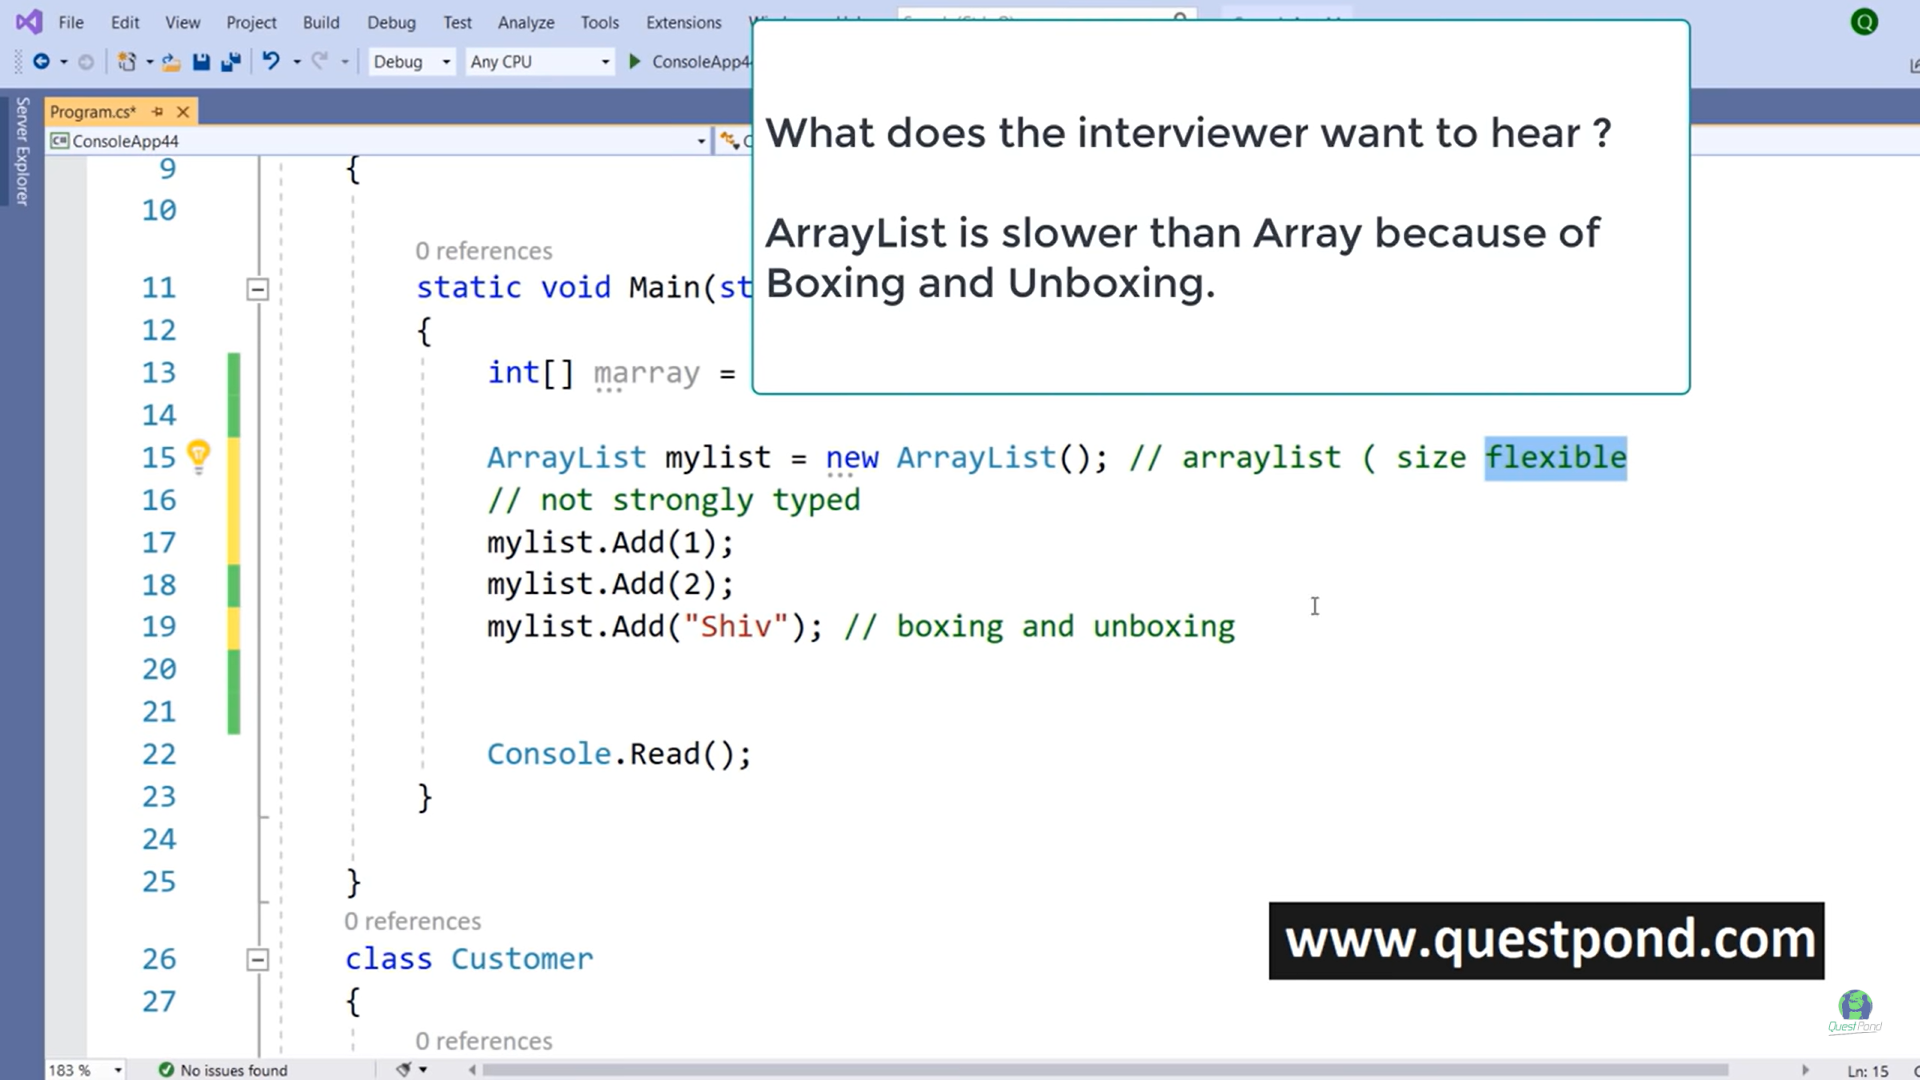 File Edit View Project Build Debug Test Analyze Tools Extensions
Debug Any CPU ConsoleApp44
Server Explorer
Program.cs*
ConsoleApp44
What does the interviewer want to hear ?
ArrayList is slower than Array because of
Boxing and Unboxing.
9 {
10
0 references
11 static void Main(st
12 {
13 int[] marray =
14
15 ArrayList mylist = new ArrayList(); // arraylist ( size flexible
16 // not strongly typed
17 mylist.Add(1);
18 mylist.Add(2);
19 mylist.Add("Shiv"); // boxing and unboxing
20
21
22 Console.Read();
23 }
24
25 }
0 references
26 class Customer
27 {
0 references
www.questpond.com
QuestPond
183 % No issues found Ln: 15
Q